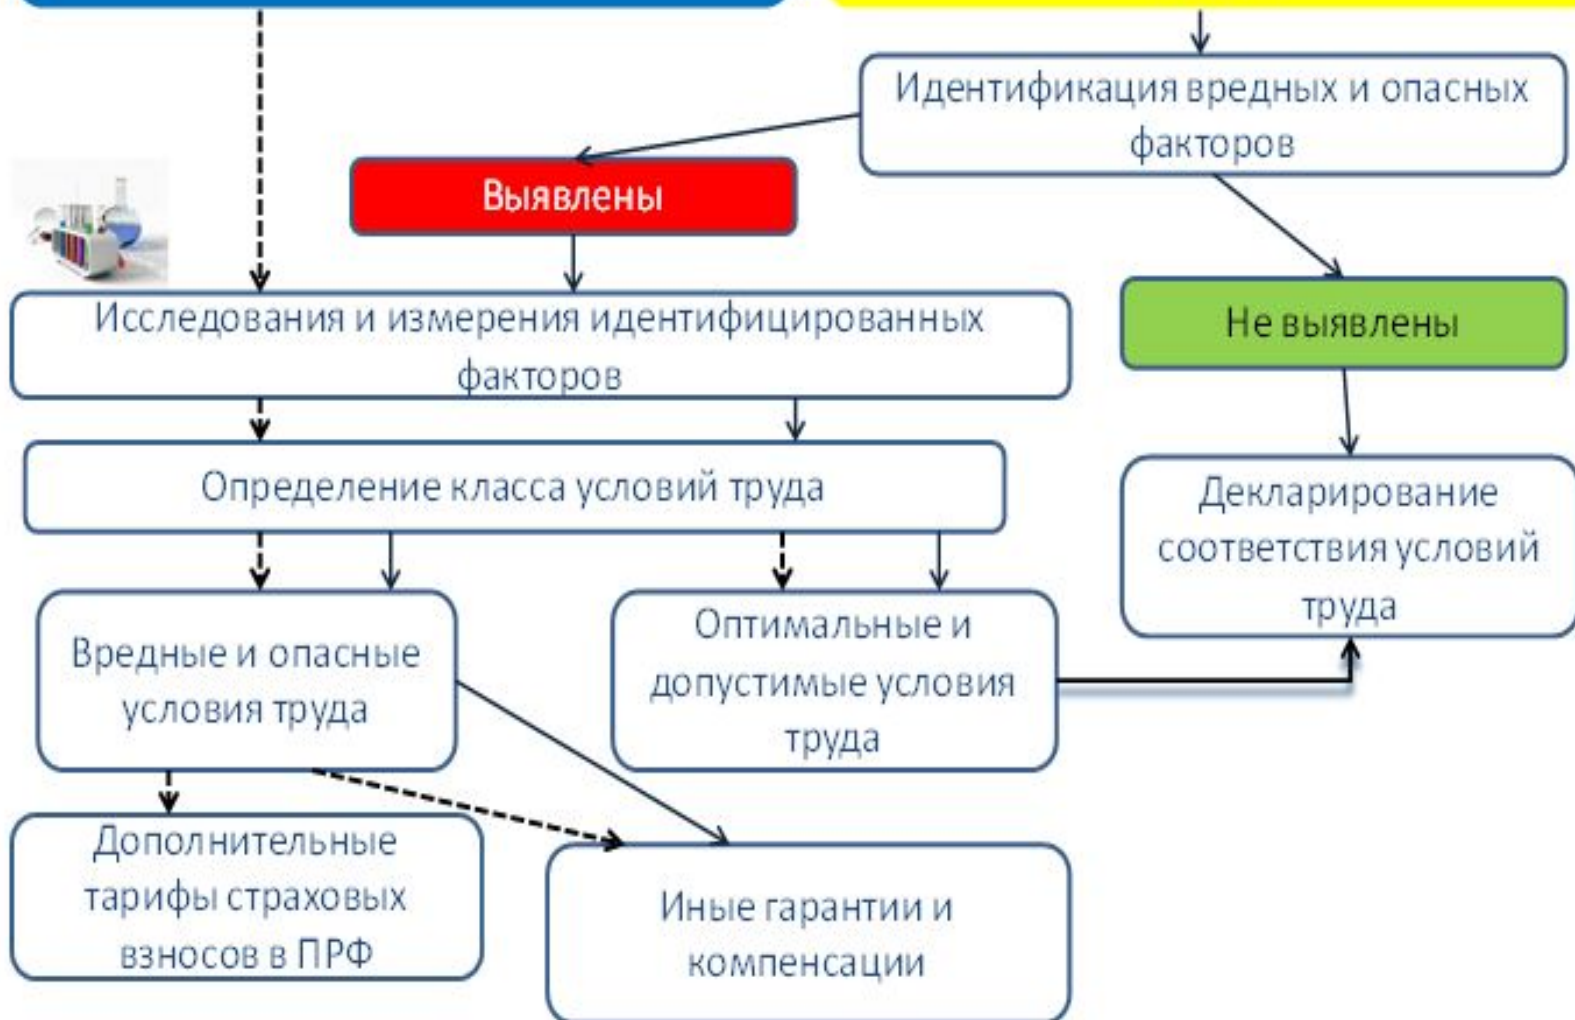 Идентификация вредных и опасных
факторов
Выявлены
Исследования и измерения идентифицированных
факторов
Не выявлены
Определение класса условий труда
Декларирование
соответствия условий
труда
Вредные и опасные
условия труда
Оптимальные и
допустимые условия
труда
Дополнительные
тарифы страховых
взносов в ПРФ
Иные гарантии и
компенсации